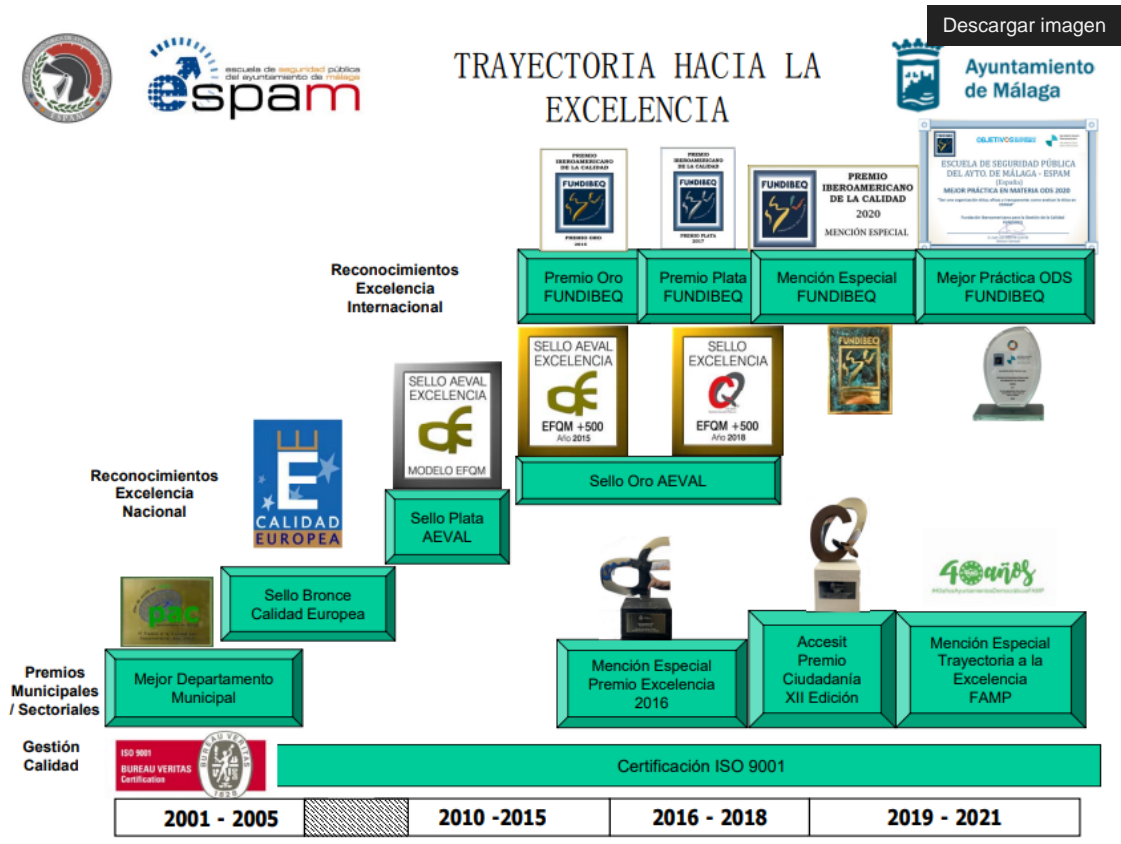 Descargar imagen
escuela de seguridad pública
del ayuntamiento de málaga
espam
ESPAM
TRAYECTORIA HACIA LA
EXCELENCIA
Ayuntamiento
de Málaga
PREMIO
IBEROAMERICANO
DE LA CALIDAD
FUNDIBEQ
PREMIO ORO
PREMIO
IBEROAMERICANO
DE LA CALIDAD
FUNDIBEQ
PREMIO PLATA
2017
FUNDIBEQ
PREMIO
IBEROAMERICANO
DE LA CALIDAD
2020
MENCIÓN ESPECIAL
FUNDIBEQ
ESCUELA DE SEGURIDAD PÚBLICA
DEL AYTO. DE MÁLAGA - ESPAM
(España)
MEJOR PRÁCTICA EN MATERIA ODS 2020
Reconocimientos
Excelencia
Internacional
Premio Oro
FUNDIBEQ
Premio Plata
FUNDIBEQ
Mención Especial
FUNDIBEQ
Mejor Práctica ODS
FUNDIBEQ
SELLO AEVAL
EXCELENCIA
MODELO EFQM
SELLO AEVAL
EXCELENCIA
EFQM +500
Año 2015
SELLO
EXCELENCIA
EFQM +500
Año 2018
FUNDIBEQ
Reconocimientos
Excelencia
Nacional
CALIDAD
EUROPEA
Sello Plata
AEVAL
Sello Oro AEVAL
40años
#40AñosAyuntamientosDemocráticosFAMP
pac
Sello Bronce
Calidad Europea
Premios
Municipales
/ Sectoriales
Mejor Departamento
Municipal
Mención Especial
Premio Excelencia
2016
Accesit
Premio
Ciudadanía
XII Edición
Mención Especial
Trayectoria a la
Excelencia
FAMP
Gestión
Calidad
ISO 9001
BUREAU VERITAS
Certification
BUREAU VERITAS
1828
Certificación ISO 9001
2001 - 2005
2010 -2015
2016 - 2018
2019 - 2021